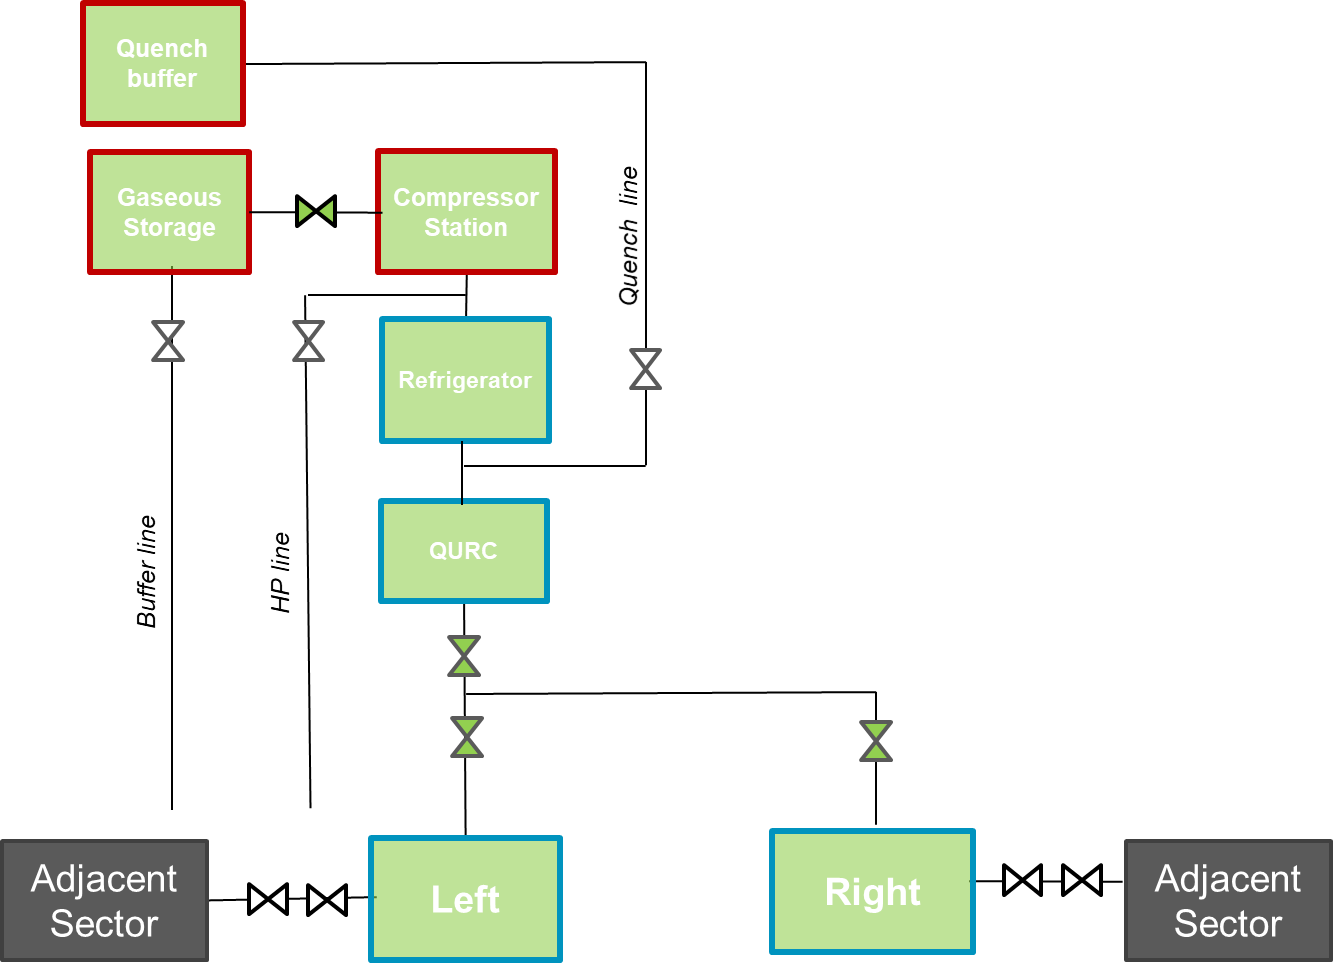 Quench
buffer
Gaseous
Storage
Compressor
Station
Quench line
Refrigerator
Buffer line
HP line
QURC
Adjacent
Sector
Left
Right
Adjacent
Sector